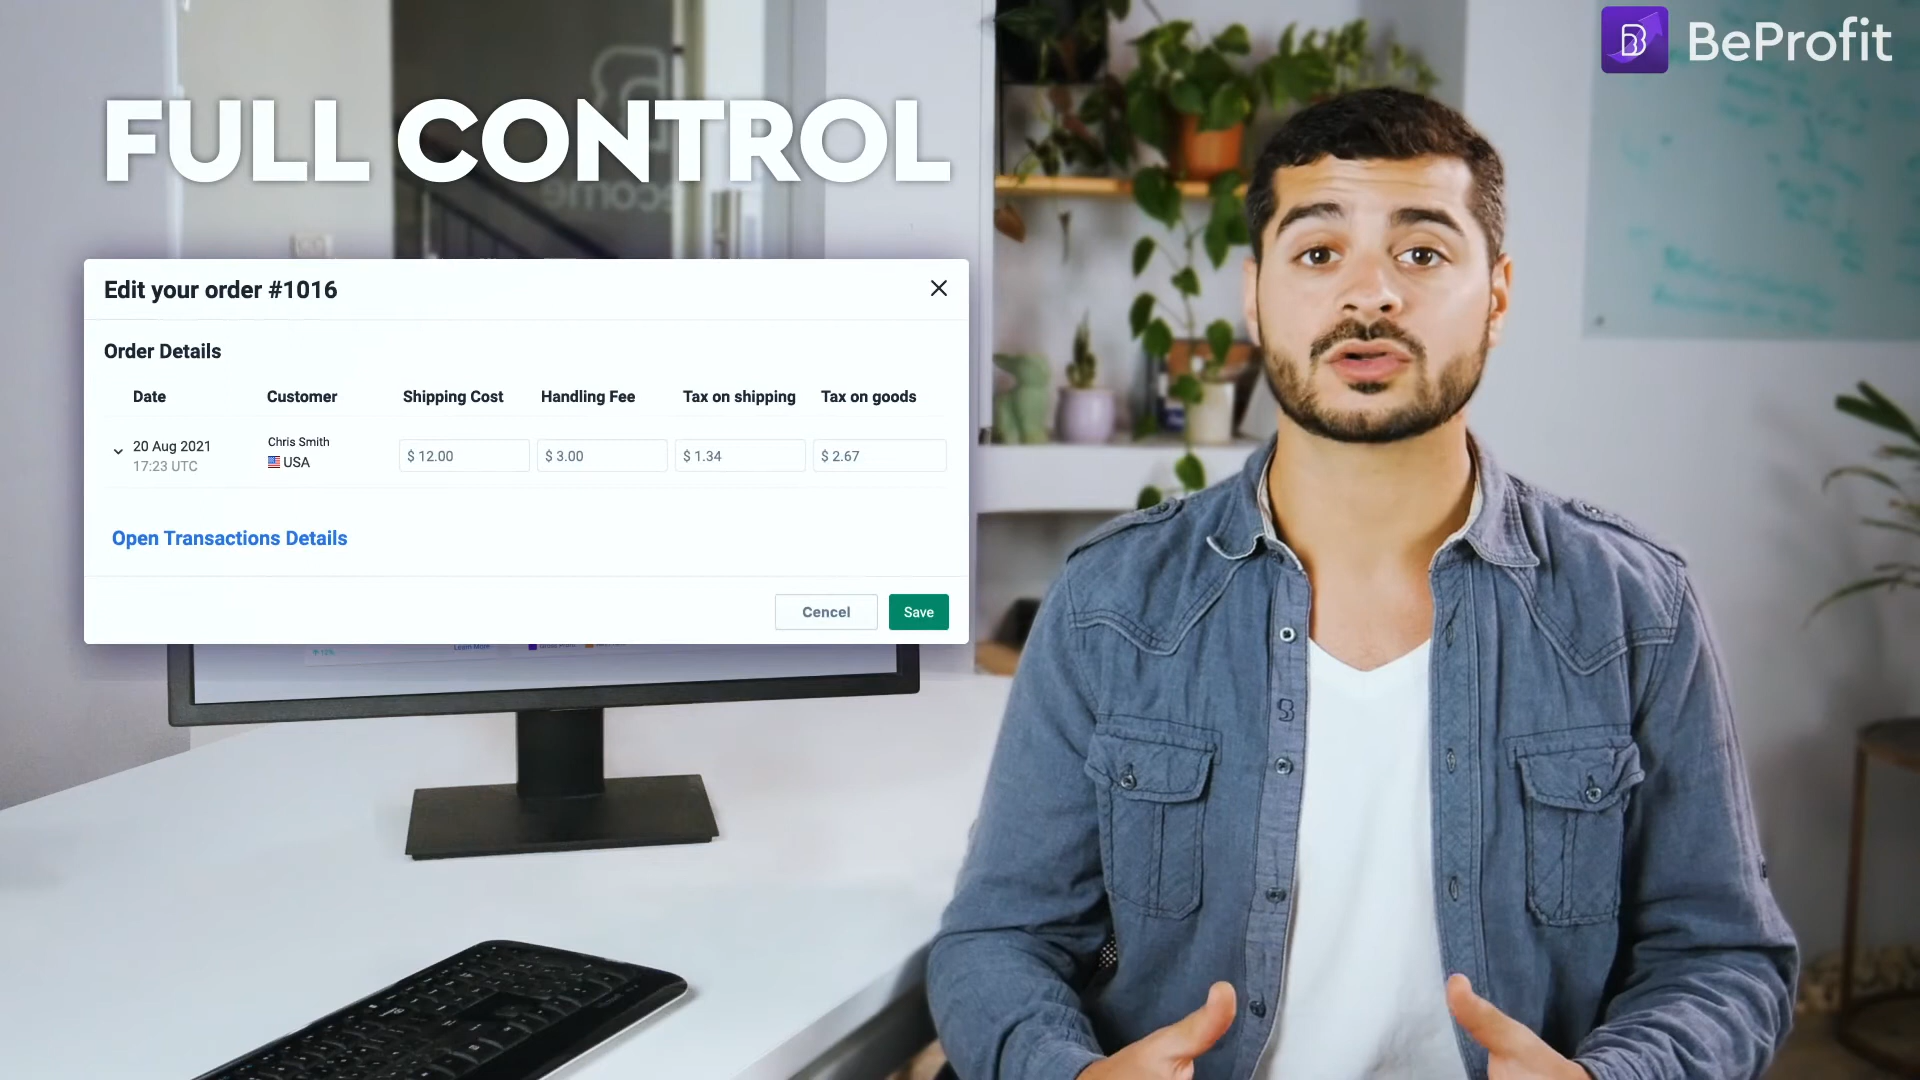 BeProfit
FULL CONTROL
Edit your order #1016
Order Details
Date Customer Shipping Cost Handling Fee Tax on shipping Tax on goods
20 Aug 2021 Chris Smith $ 12.00 $ 3.00 $ 1.34 $ 2.67
17:23 UTC USA
Open Transactions Details
Cencel Save
Learn More